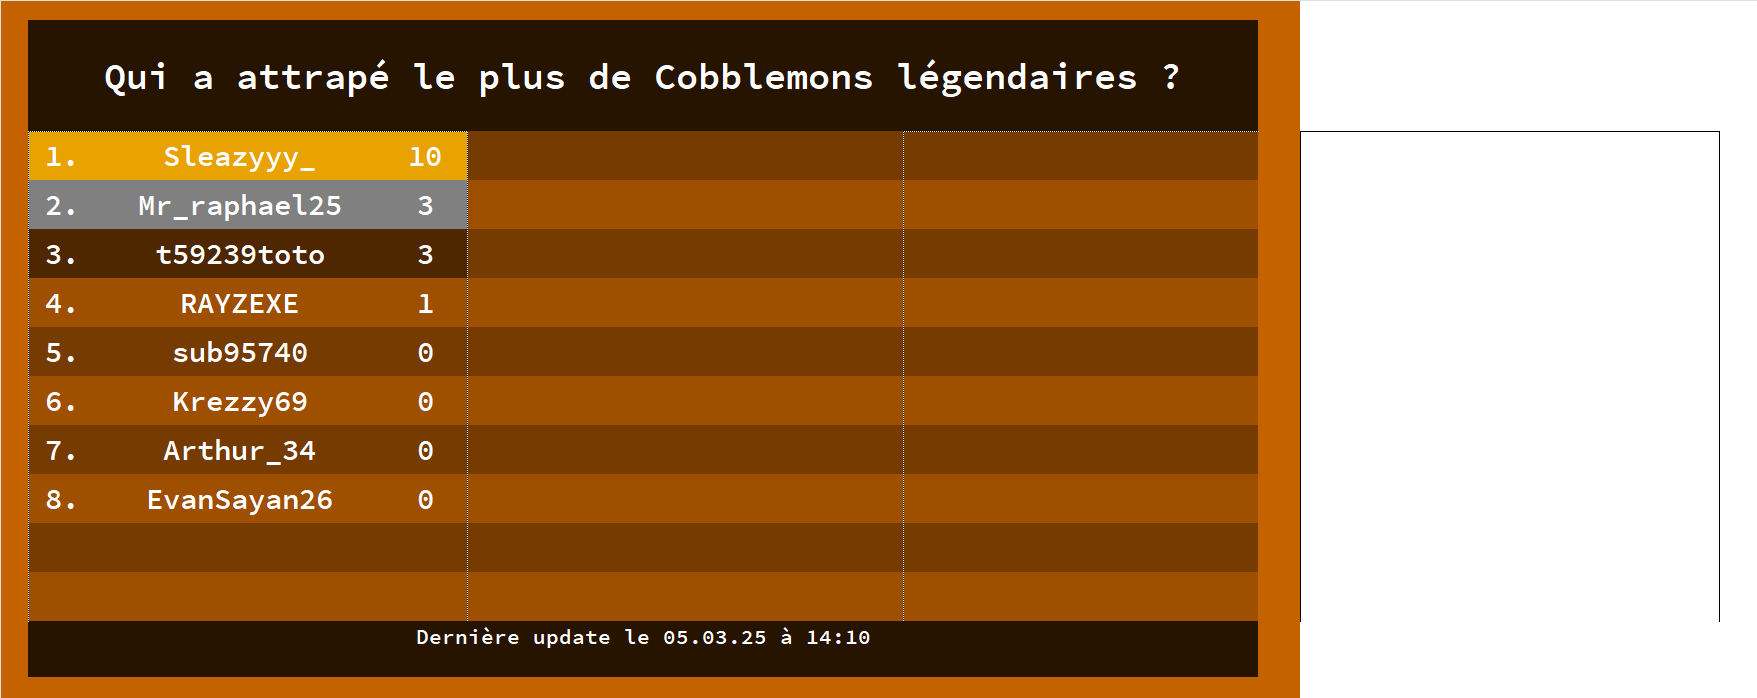 Qui a attrapé le plus de Cobblemons légendaires ?
1. Sleazyyy_ 10
2. Mr_raphael25 3
3. t59239toto 3
4. RAYZEXE 1
5. sub95740 0
6. Krezzy69 0
7. Arthur_34 0
8. EvanSayan26 0
Dernière update le 05.03.25 à 14:10